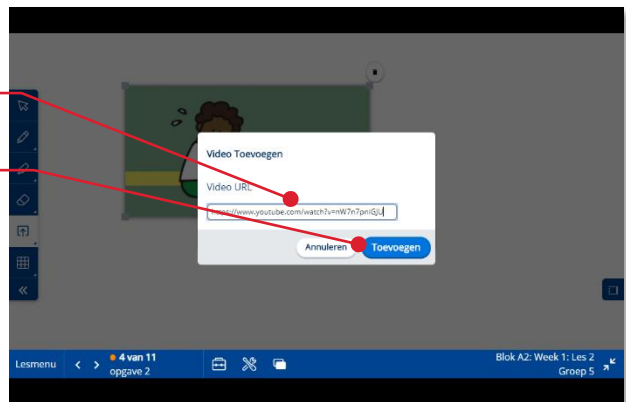 Video Toevoegen
Video URL
https://www.youtube.com/watch?v=nW7n7pniGjU
Annuleren
Toevoegen
Lesmenu
4 van 11
opgave 2
Blok A2: Week 1: Les 2
Groep 5